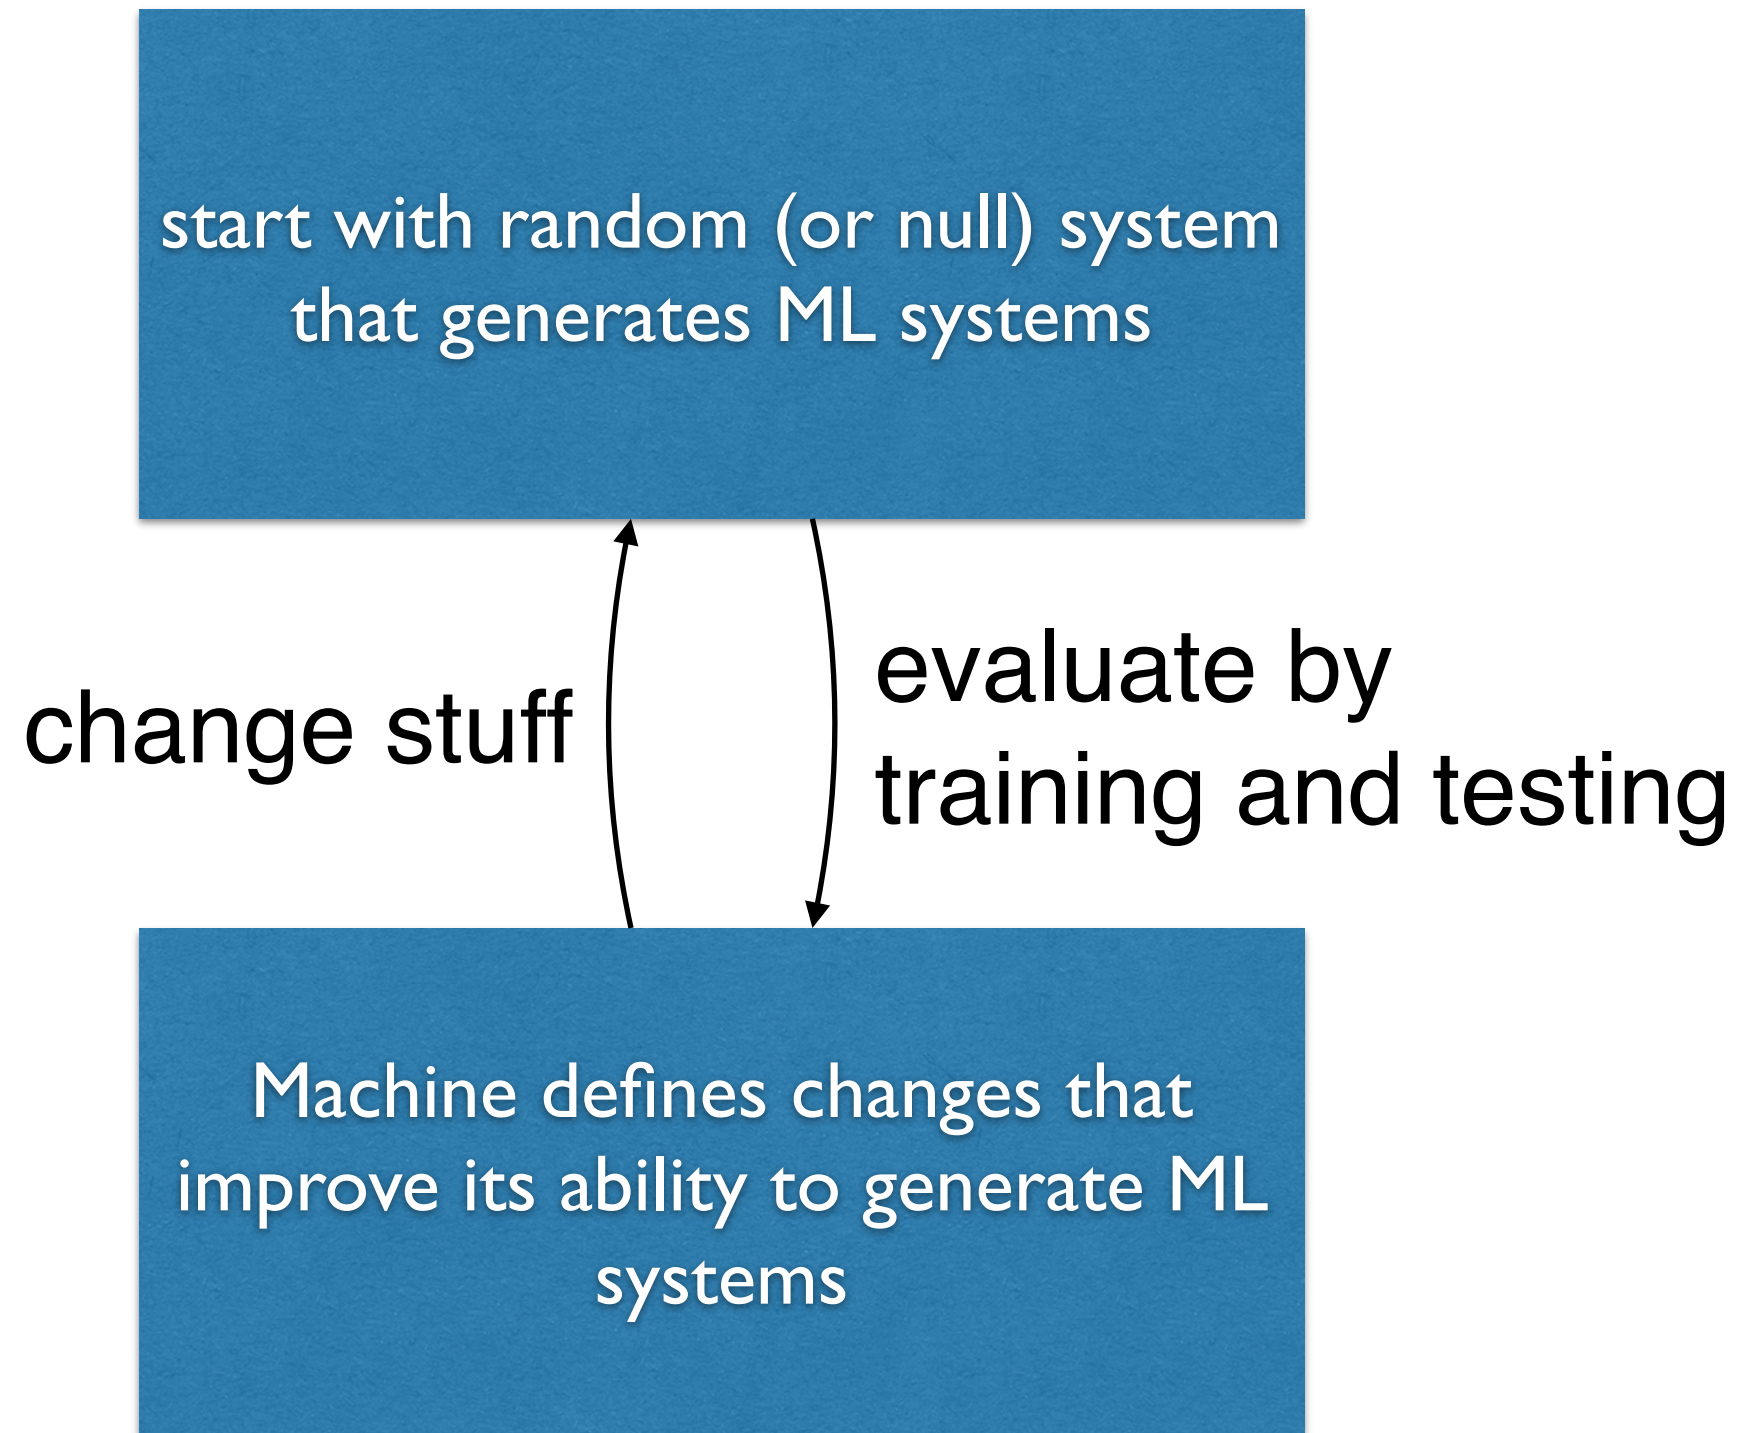 start with random (or null) system
that generates ML systems
change stuff
evaluate by
training and testing
Machine defines changes that
improve its ability to generate ML
systems